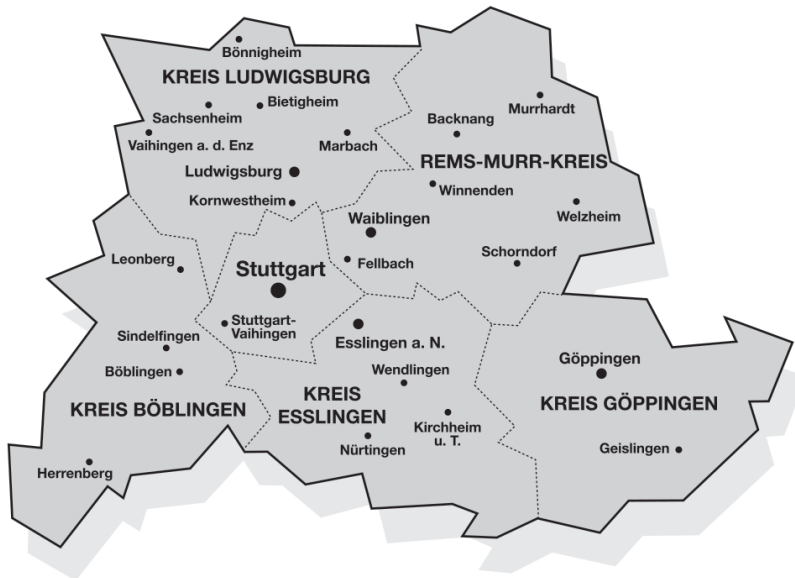 Bönnigheim
KREIS LUDWIGSBURG
Bietigheim
Sachsenheim
Vaihingen a. d. Enz
Marbach
Ludwigsburg
Kornwestheim
Murrhardt
Backnang
REMS-MURR-KREIS
Winnenden
Waiblingen
Welzheim
Fellbach
Schorndorf
Leonberg
Stuttgart
Stuttgart-
Vaihingen
Sindelfingen
Böblingen
KREIS BÖBLINGEN
Herrenberg
Esslingen a. N.
Wendlingen
KREIS
ESSLINGEN
Kirchheim
u. T.
Nürtingen
Göppingen
KREIS GÖPPINGEN
Geislingen